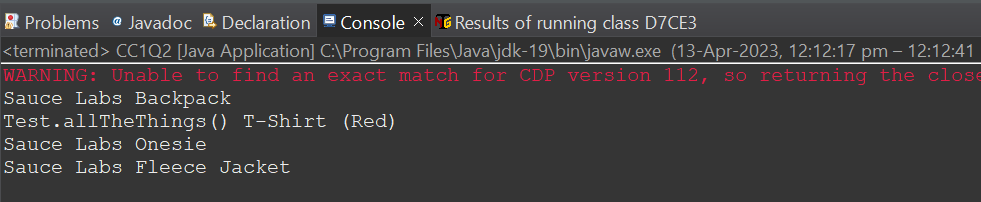 Problems @ Javadoc Declaration Console × Results of running class D7CE3
<terminated> CC1Q2 [Java Application] C:\Program Files\Java\jdk-19\bin\javaw.exe (13-Apr-2023, 12:12:17 pm – 12:12:41
WARNING: Unable to find an exact match for CDP version 112, so returning the close
Sauce Labs Backpack
Test.allTheThings() T-Shirt (Red)
Sauce Labs Onesie
Sauce Labs Fleece Jacket